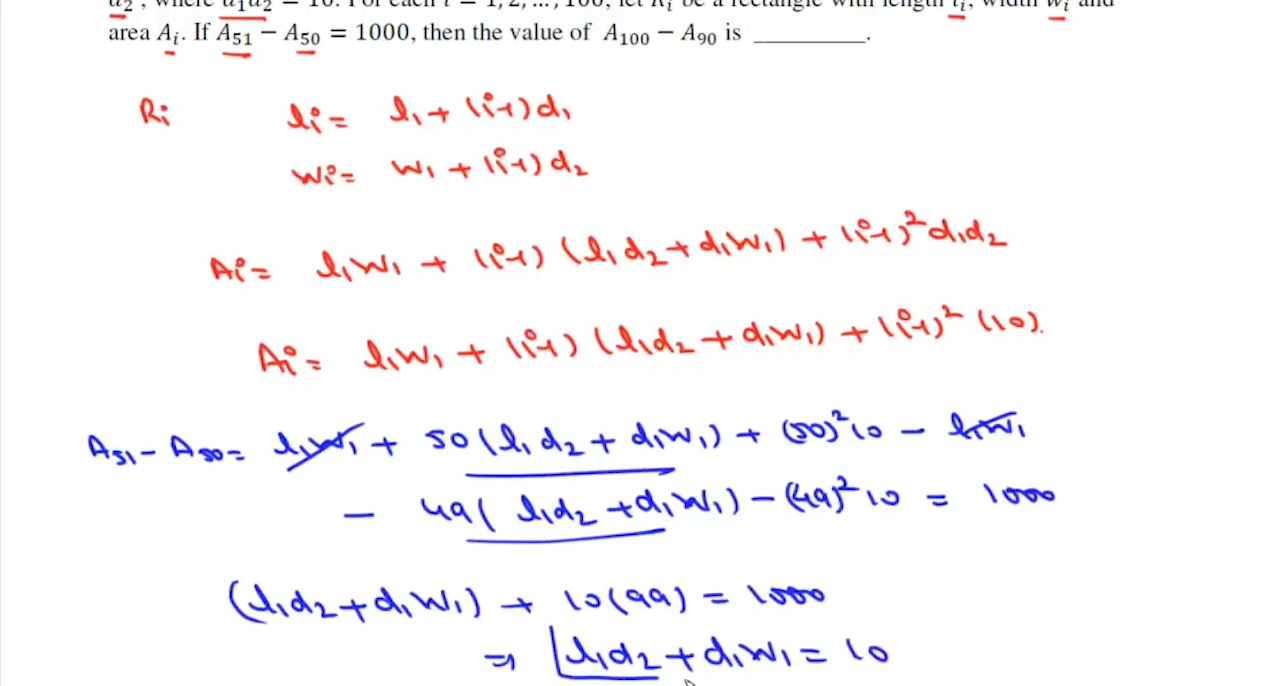 d₂, where d₁d₂ = 10. For each i = 1, 2, ..., 100, let Rᵢ be a rectangle with length lᵢ, width wᵢ and
area Aᵢ. If A₅₁ − A₅₀ = 1000, then the value of A₁₀₀ − A₉₀ is ________.
Ri li = l₁ + (i-1)d₁
wi = w₁ + (i-1)d₂
Ai = l₁w₁ + (i-1)(l₁d₂ + d₁w₁) + (i-1)²d₁d₂
Ai = l₁w₁ + (i-1)(l₁d₂ + d₁w₁) + (i-1)²(10).
A₅₁ - A₅₀ = l₁w₁ + 50(l₁d₂ + d₁w₁) + (50)²10 - l₁w₁
- 49(l₁d₂ + d₁w₁) - (49)²10 = 1000
(l₁d₂ + d₁w₁) + 10(99) = 1000
⇒ l₁d₂ + d₁w₁ = 10